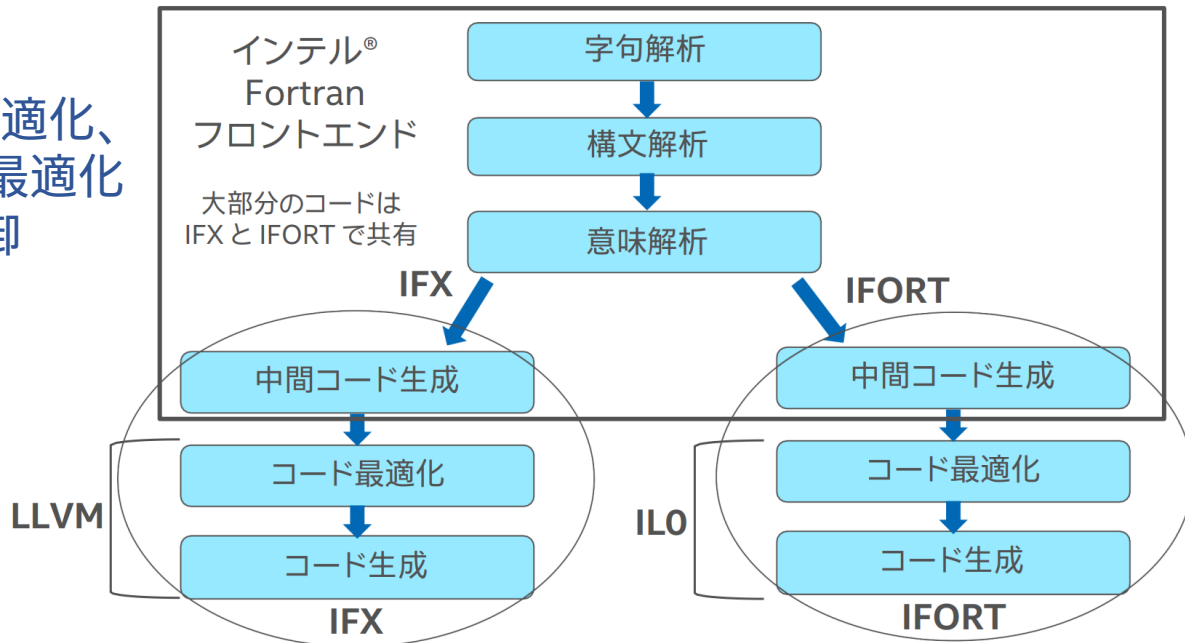 インテル®
Fortran
フロントエンド
大部分のコードは
IFX と IFORT で共有
適化、
最適化
御
字句解析
構文解析
意味解析
IFX
IFORT
中間コード生成
中間コード生成
コード最適化
コード最適化
LLVM
IL0
コード生成
コード生成
IFX
IFORT